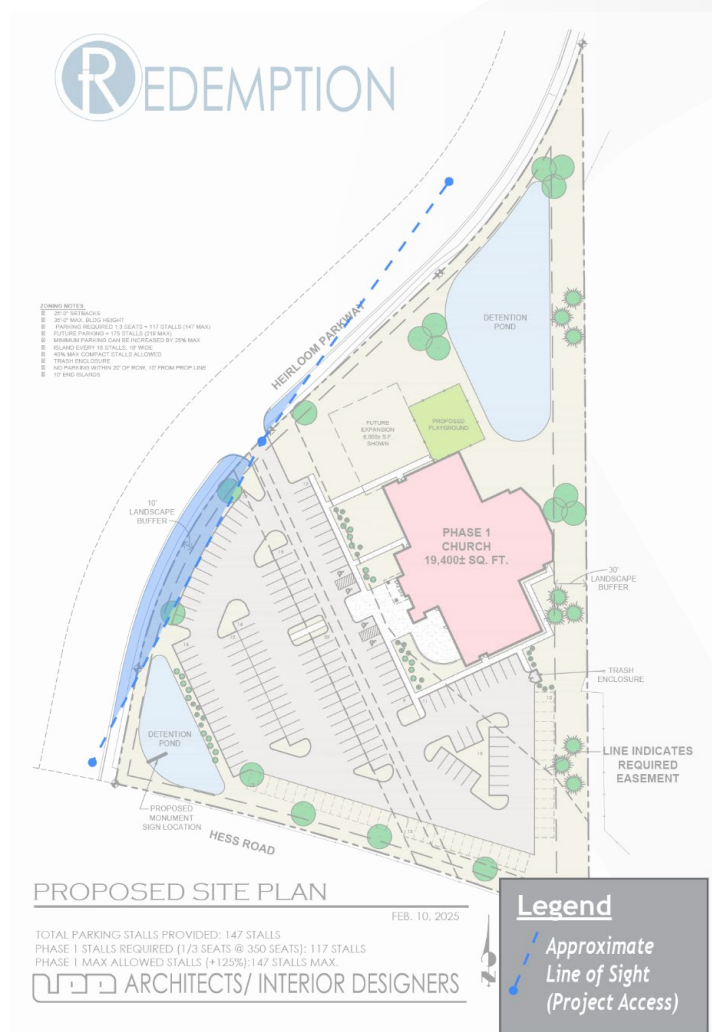 REDEMPTION
ZONING NOTES:
25'-0" SETBACKS
35'-0" MAX. BLDG HEIGHT
PARKING REQUIRED 1:3 SEATS = 117 STALLS (147 MAX)
FUTURE PARKING = 175 STALLS (218 MAX)
MINIMUM PARKING CAN BE INCREASED BY 25% MAX
ISLAND EVERY 15 STALLS, 10' WIDE
40% MAX COMPACT STALLS ALLOWED
TRASH ENCLOSURE
NO PARKING WITHIN 20' OF ROW, 10' FROM PROP LINE
10' END ISLANDS
HEIRLOOM PARKWAY
DETENTION
POND
FUTURE
EXPANSION
SHOWN
PROPOSED
PLAYGROUND
10'
LANDSCAPE
BUFFER
PHASE 1
CHURCH
19,400± SQ. FT.
30'
LANDSCAPE
BUFFER
TRASH
ENCLOSURE
DETENTION
POND
LINE INDICATES
REQUIRED
EASEMENT
PROPOSED
MONUMENT
SIGN LOCATION
HESS ROAD
PROPOSED SITE PLAN
FEB. 10, 2025
TOTAL PARKING STALLS PROVIDED: 147 STALLS
PHASE 1 STALLS REQUIRED (1/3 SEATS @ 350 SEATS): 117 STALLS
PHASE 1 MAX ALLOWED STALLS (+125%):147 STALLS MAX.
ARCHITECTS/ INTERIOR DESIGNERS
Legend
Approximate
Line of Sight
(Project Access)